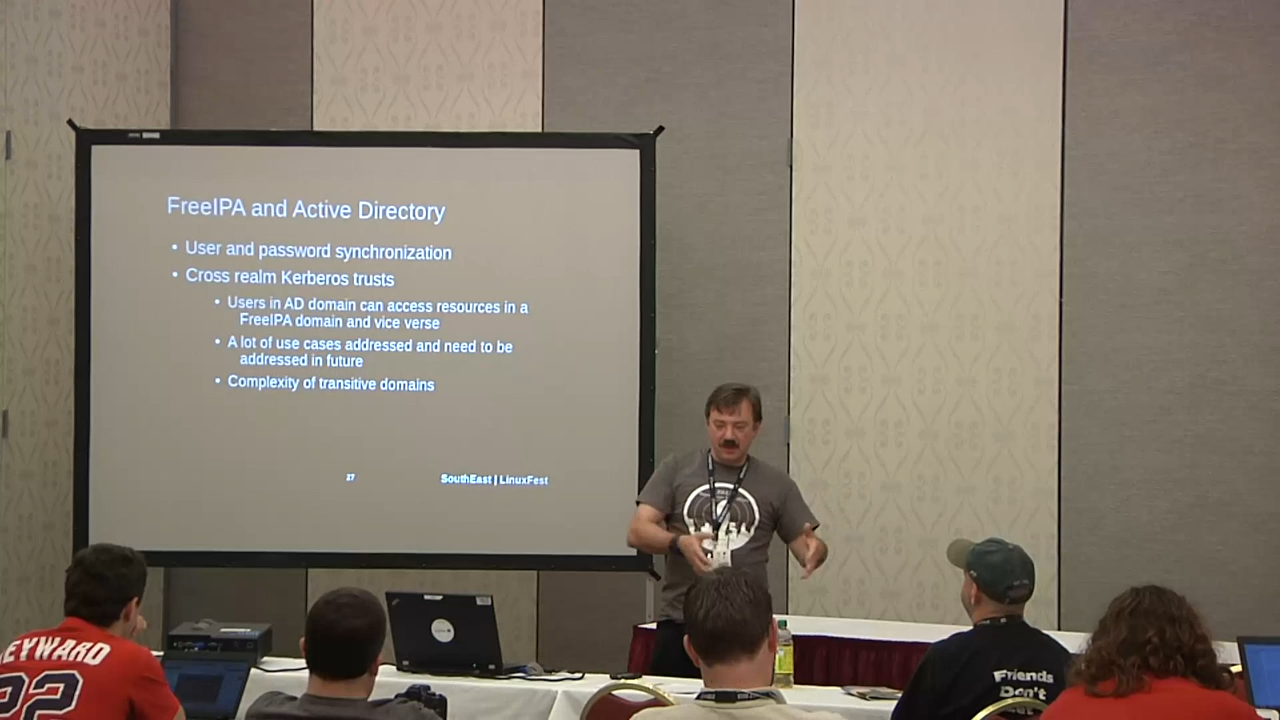 FreeIPA and Active Directory
• User and password synchronization
• Cross realm Kerberos trusts
• Users in AD domain can access resources in a
FreeIPA domain and vice verse
• A lot of use cases addressed and need to be
addressed in future
• Complexity of transitive domains
27
SouthEast | LinuxFest
EYWARD
22
Friends
Don't